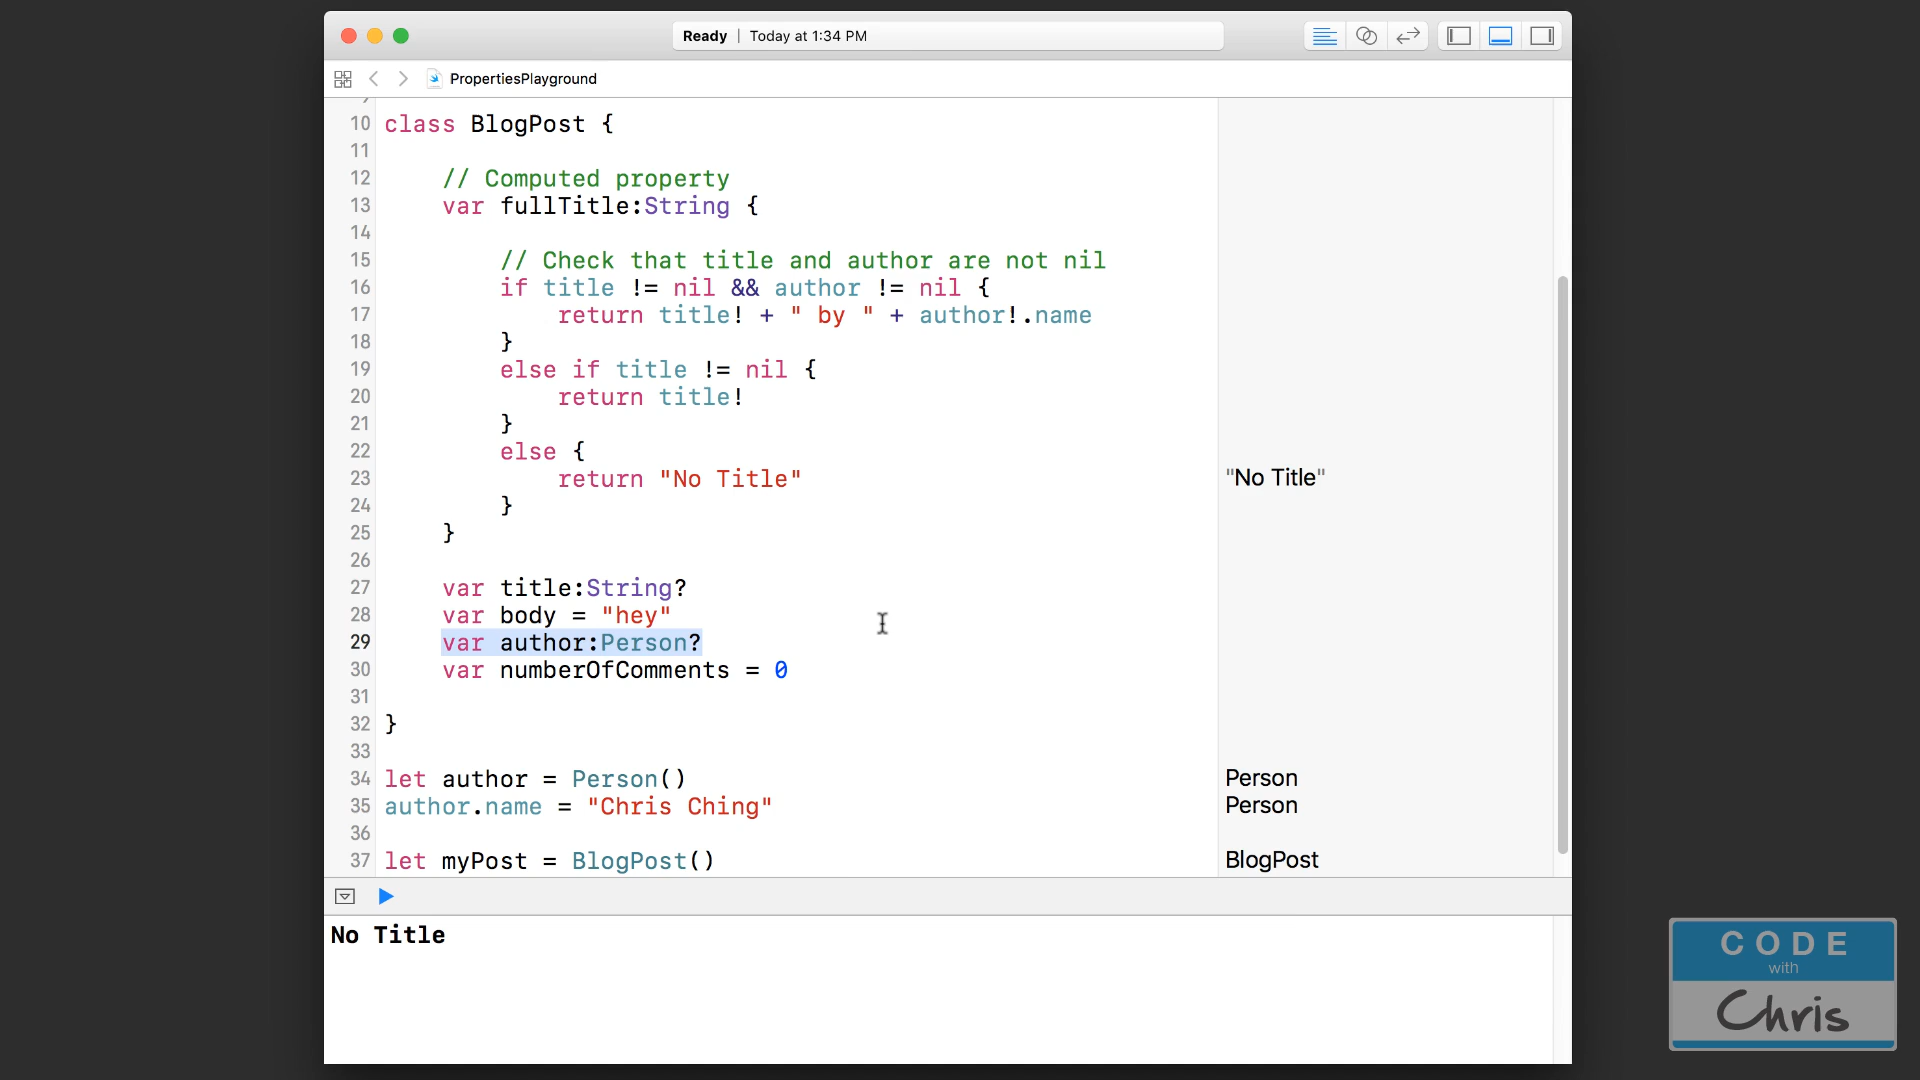 Ready | Today at 1:34 PM
PropertiesPlayground
10 class BlogPost {
11
12 // Computed property
13 var fullTitle:String {
14
15 // Check that title and author are not nil
16 if title != nil && author != nil {
17 return title! + " by " + author!.name
18 }
19 else if title != nil {
20 return title!
21 }
22 else {
23 return "No Title" "No Title"
24 }
25 }
26
27 var title:String?
28 var body = "hey"
29 var author:Person?
30 var numberOfComments = 0
31
32 }
33
34 let author = Person() Person
35 author.name = "Chris Ching" Person
36
37 let myPost = BlogPost() BlogPost
No Title
CODE
with
Chris